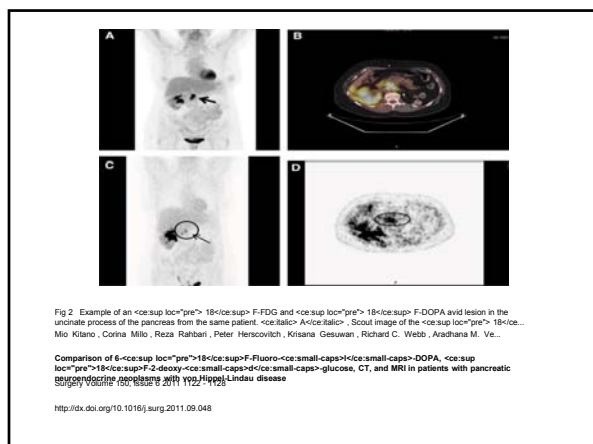 A
B
C
D
Fig 2 Example of an <ce:sup loc="pre"> 18</ce:sup> F-FDG and <ce:sup loc="pre"> 18</ce:sup> F-DOPA avid lesion in the
uncinate process of the pancreas from the same patient. <ce:italic> A</ce:italic> , Scout image of the <ce:sup loc="pre"> 18</ce...
Mio Kitano , Corina Millo , Reza Rahbari , Peter Herscovitch , Krisana Gesuwan , Richard C. Webb , Aradhana M. Ve...
Comparison of 6-<ce:sup loc="pre">18</ce:sup>F-Fluoro-<ce:small-caps>l</ce:small-caps>-DOPA, <ce:sup
loc="pre">18</ce:sup>F-2-deoxy-<ce:small-caps>d</ce:small-caps>-glucose, CT, and MRI in patients with pancreatic
neuroendocrine neoplasms with von Hippel-Lindau disease
Surgery Volume 150, Issue 6 2011 1122 - 1128
http://dx.doi.org/10.1016/j.surg.2011.09.048